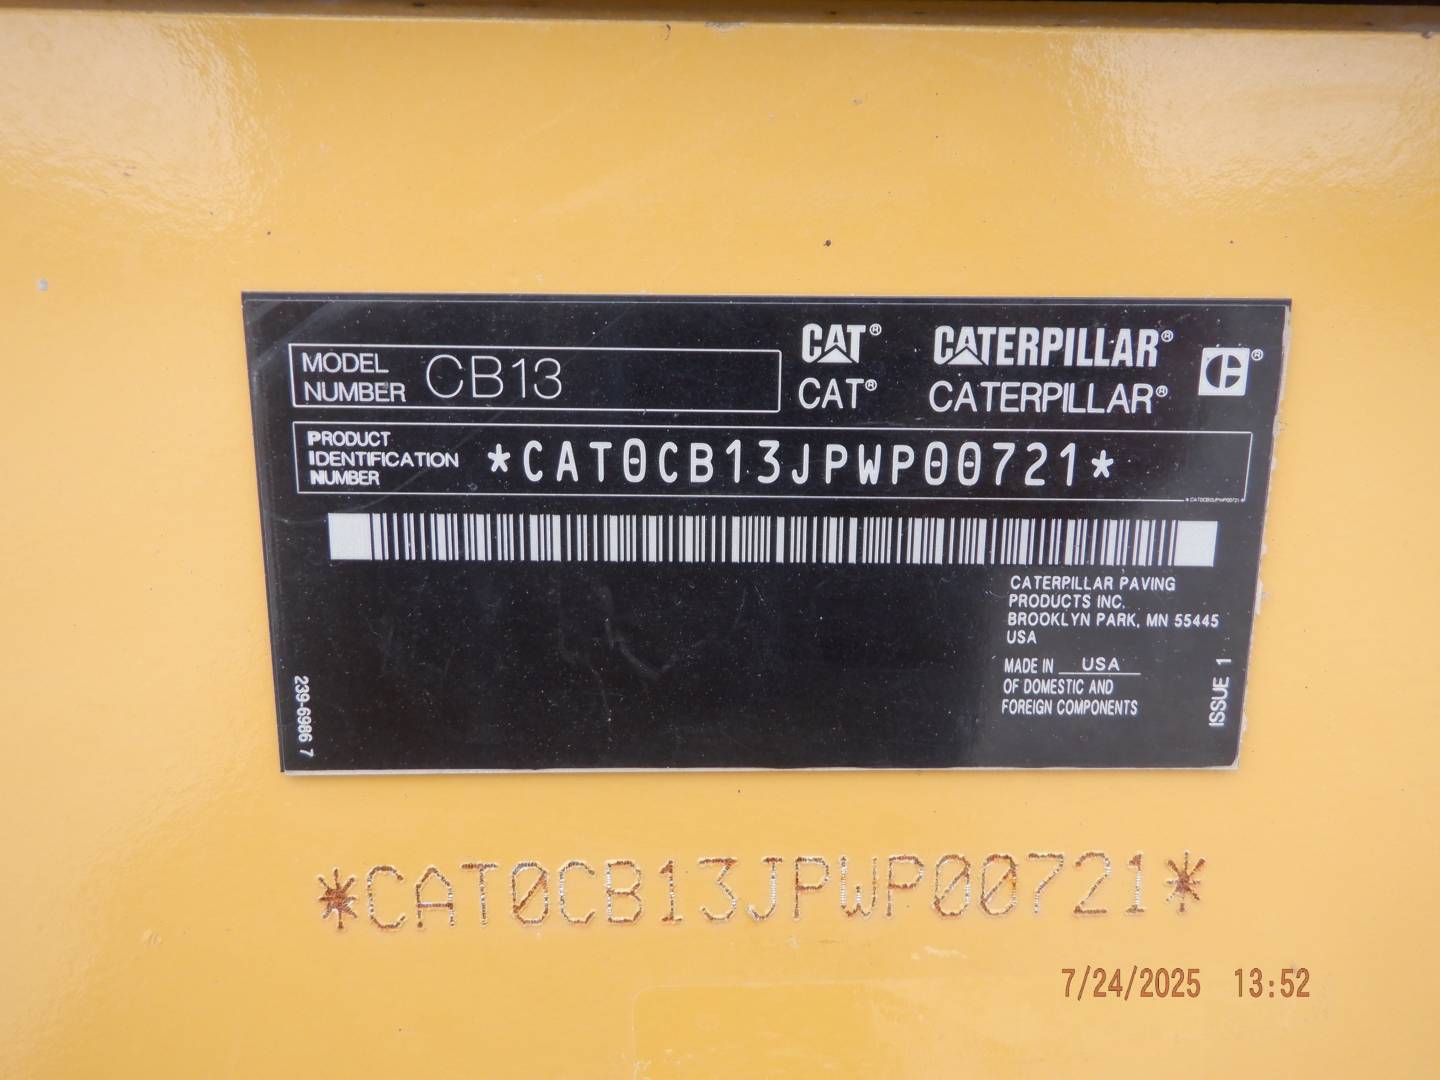 MODEL NUMBER CB13
CAT® CATERPILLAR®
CAT® CATERPILLAR®
PRODUCT IDENTIFICATION NUMBER *CAT0CB13JPWP00721*
*CAT0CB13JPWP00721*
CATERPILLAR PAVING
PRODUCTS INC.
BROOKLYN PARK, MN 55445
USA
MADE IN USA
OF DOMESTIC AND
FOREIGN COMPONENTS
239-6986 7
ISSUE 1
*CAT0CB13JPWP00721*
7/24/2025 13:52